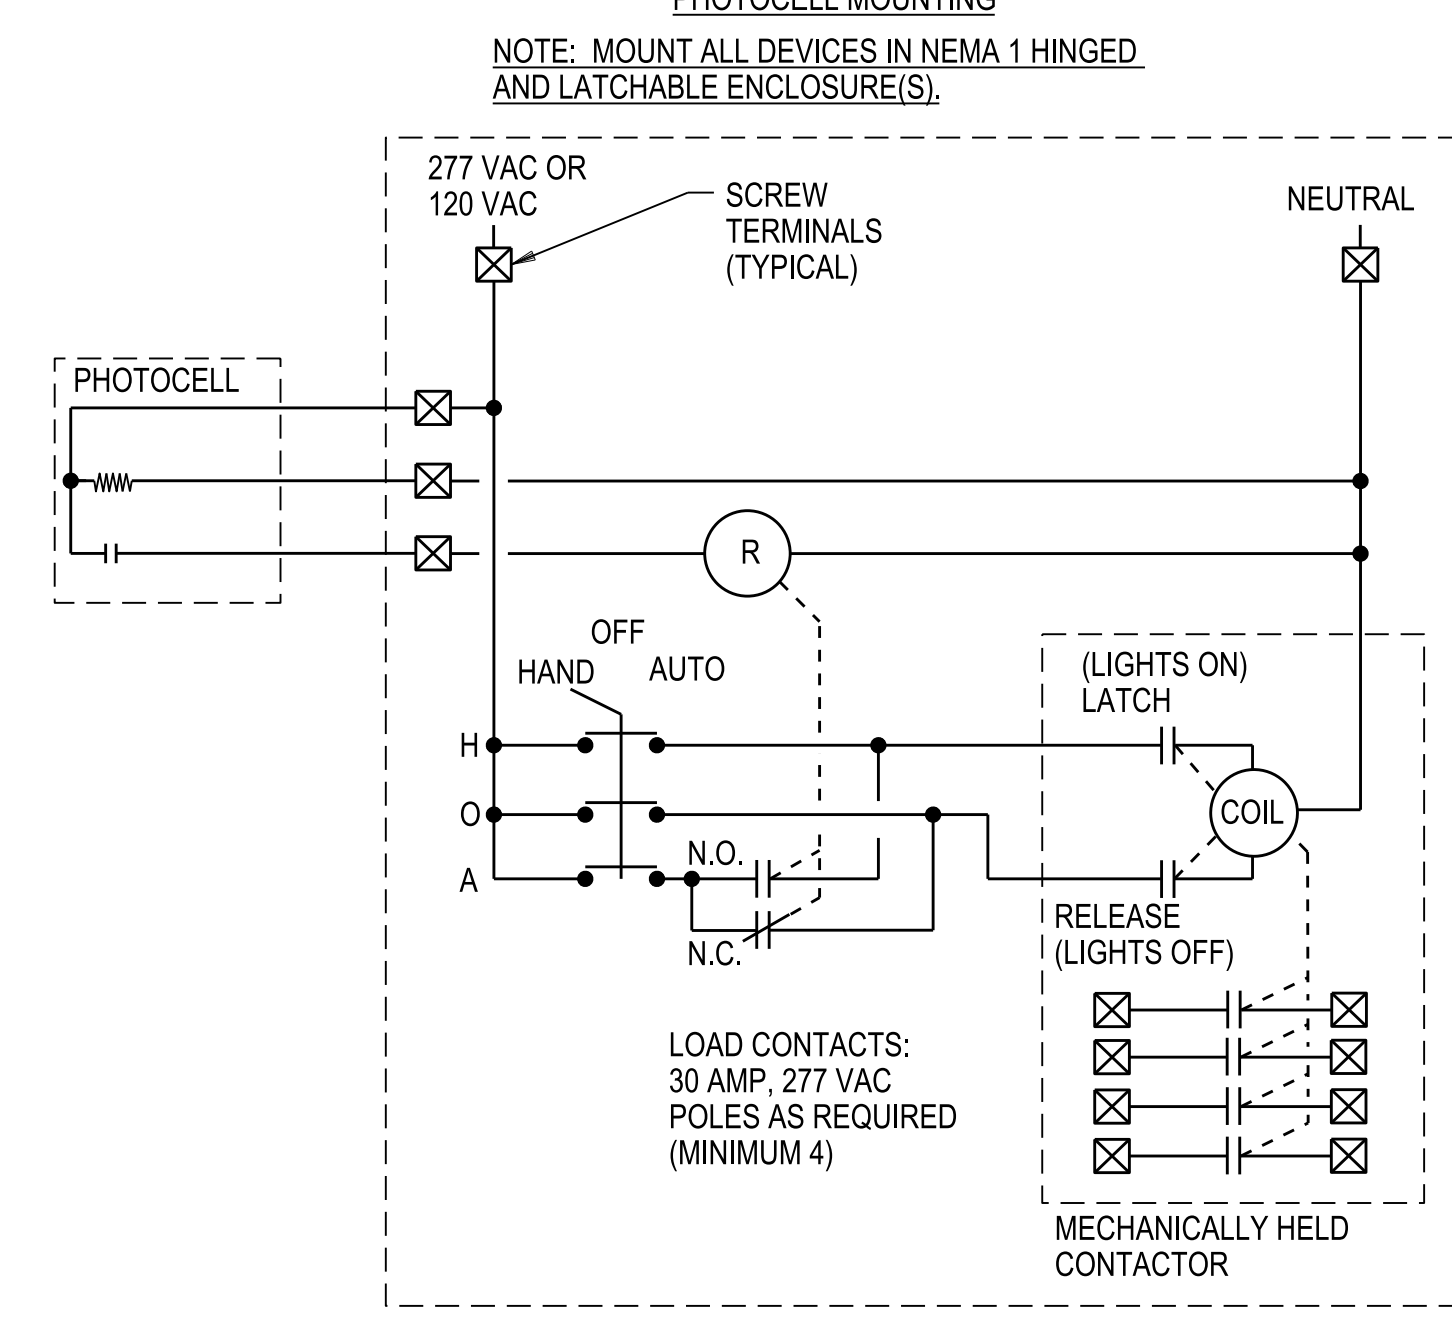 PHOTOCELL MOUNTING
NOTE: MOUNT ALL DEVICES IN NEMA 1 HINGED
AND LATCHABLE ENCLOSURE(S).
277 VAC OR
120 VAC
SCREW
TERMINALS
(TYPICAL)
NEUTRAL
PHOTOCELL
R
OFF
HAND
AUTO
(LIGHTS ON)
LATCH
H
O
A
COIL
N.O.
N.C.
RELEASE
(LIGHTS OFF)
LOAD CONTACTS:
30 AMP, 277 VAC
POLES AS REQUIRED
(MINIMUM 4)
MECHANICALLY HELD
CONTACTOR